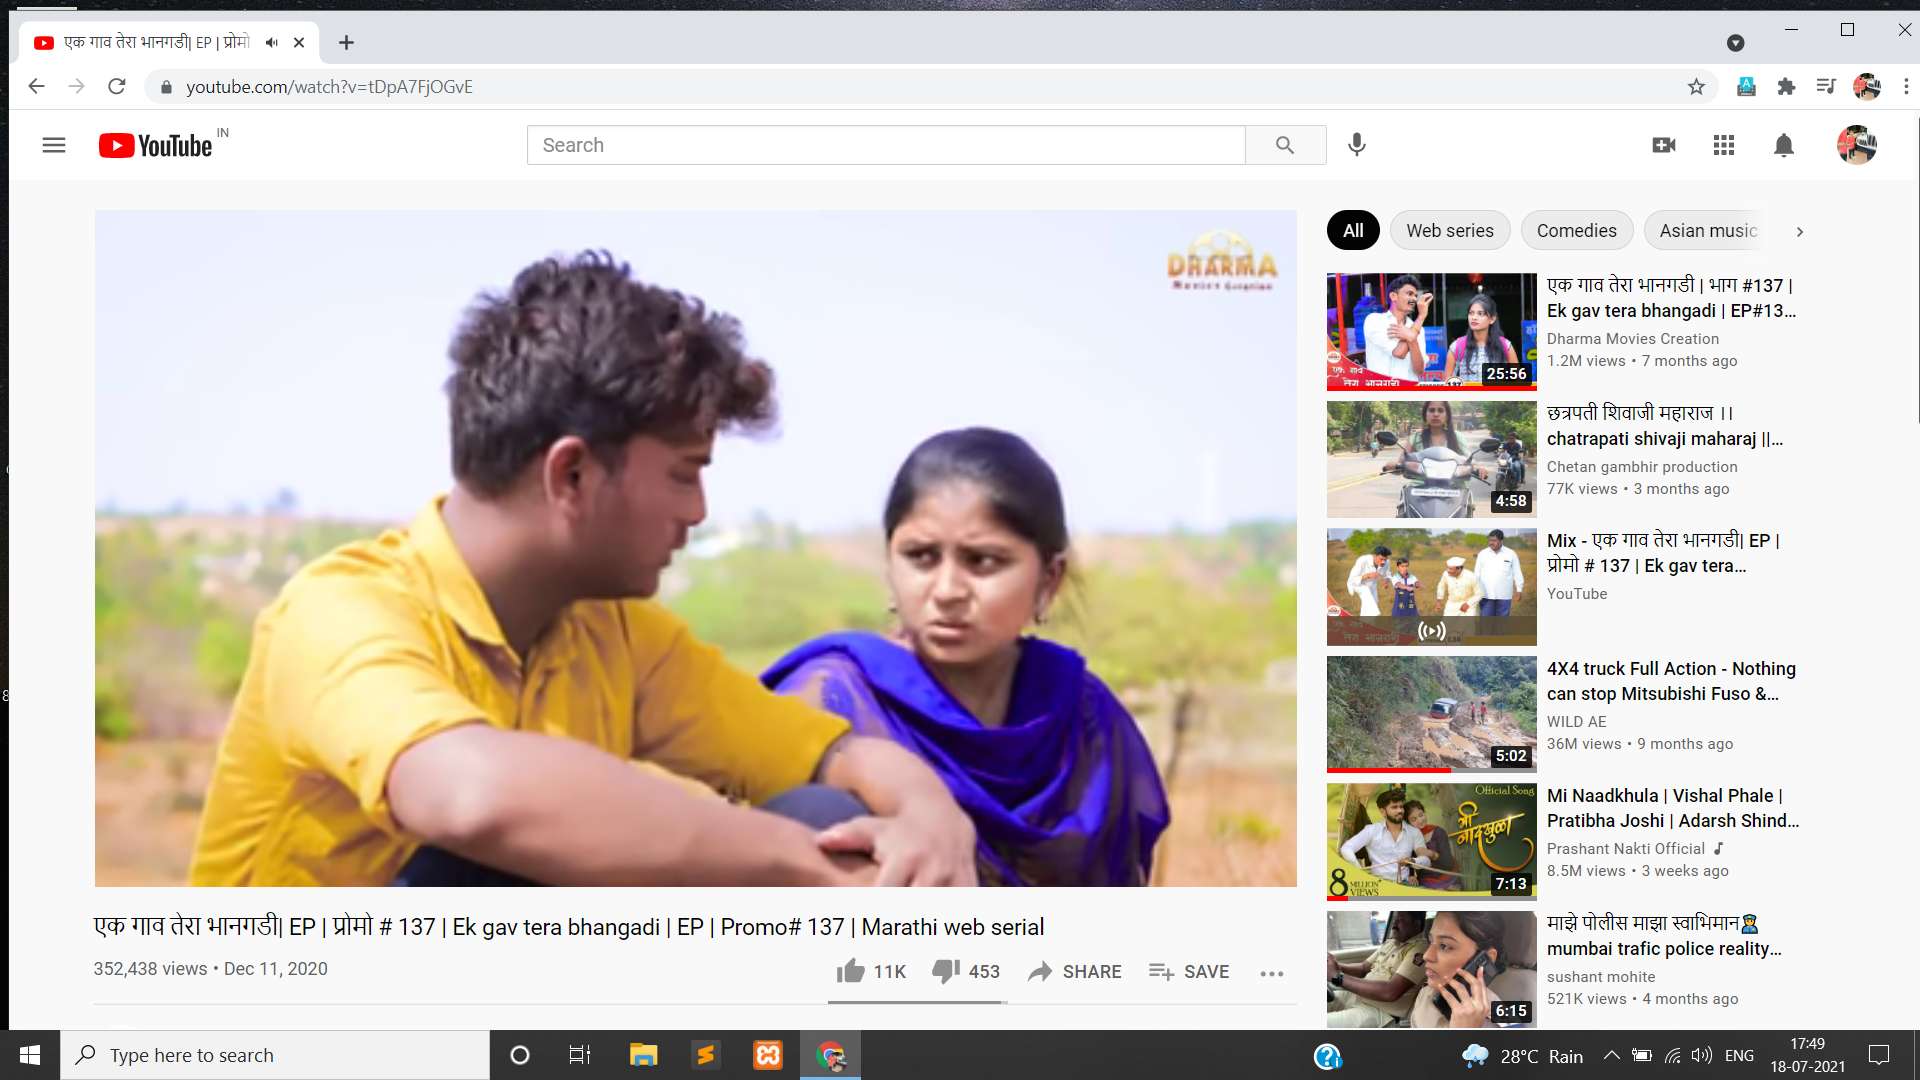 एक गाव तेरा भानगडी| EP | प्रोमो
youtube.com/watch?v=tDpA7FjOGvE
YouTube IN
Search
DHARMA
Movies Creation
एक गाव तेरा भानगडी| EP | प्रोमो # 137 | Ek gav tera bhangadi | EP | Promo# 137 | Marathi web serial
352,438 views • Dec 11, 2020
11K 453 SHARE SAVE
All Web series Comedies Asian music
एक गाव तेरा भानगडी | भाग #137 |
Ek gav tera bhangadi | EP#13...
Dharma Movies Creation
1.2M views • 7 months ago
एक गाव
तेरा भानगडी
25:56
छत्रपती शिवाजी महाराज ।।
chatrapati shivaji maharaj ||...
Chetan gambhir production
77K views • 3 months ago
4:58
Mix - एक गाव तेरा भानगडी| EP |
प्रोमो # 137 | Ek gav tera...
YouTube
4X4 truck Full Action - Nothing
can stop Mitsubishi Fuso &...
WILD AE
36M views • 9 months ago
5:02
Mi Naadkhula | Vishal Phale |
Pratibha Joshi | Adarsh Shind...
Prashant Nakti Official
8.5M views • 3 weeks ago
Official Song
मी नादखुळा
8 MILLION+
VIEWS
7:13
माझे पोलीस माझा स्वाभिमान
mumbai trafic police reality...
sushant mohite
521K views • 4 months ago
6:15
Type here to search
28°C Rain
ENG
17:49
18-07-2021